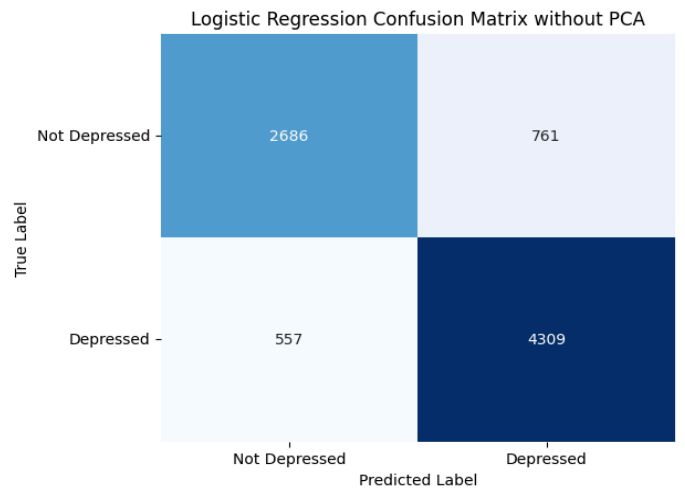 Logistic Regression Confusion Matrix without PCA
Not Depressed
2686
761
True Label
Depressed
557
4309
Not Depressed
Depressed
Predicted Label